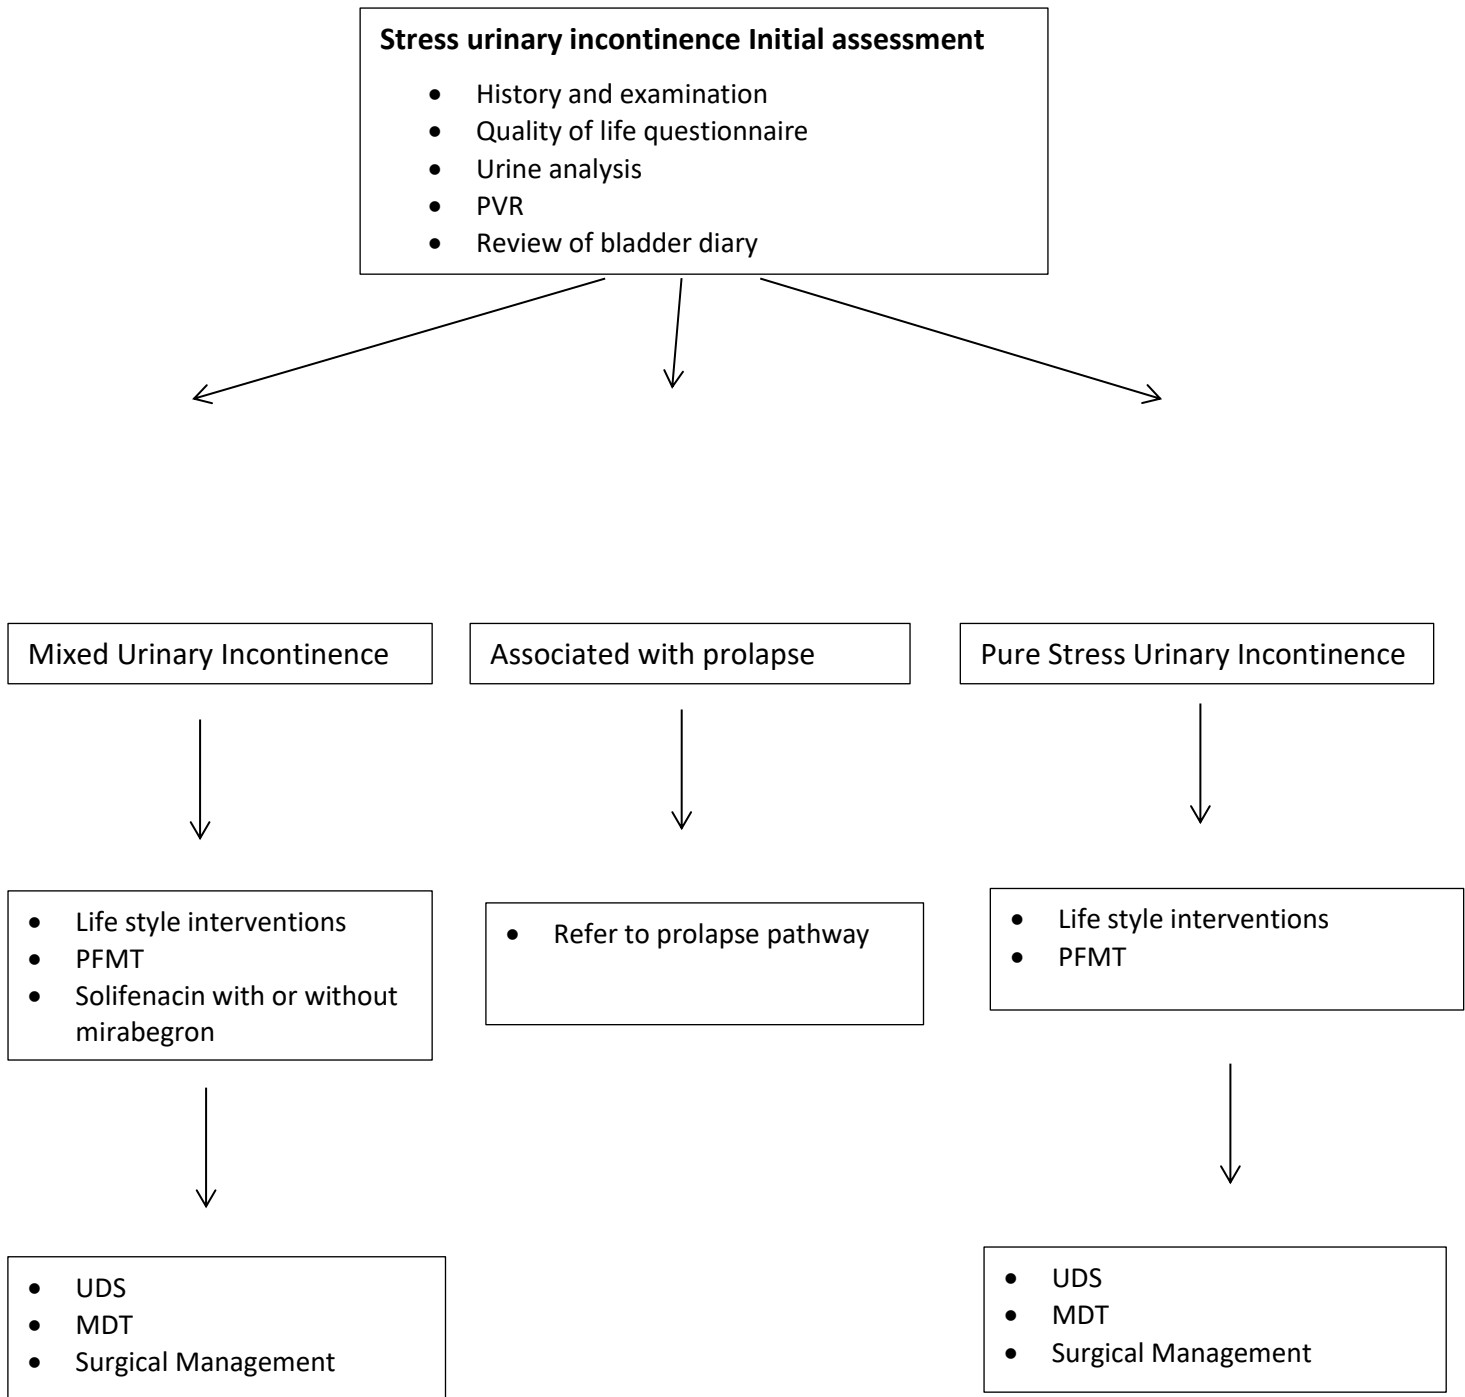 Stress urinary incontinence Initial assessment
• History and examination
• Quality of life questionnaire
• Urine analysis
• PVR
• Review of bladder diary
Mixed Urinary Incontinence
Associated with prolapse
Pure Stress Urinary Incontinence
• Life style interventions
• PFMT
• Solifenacin with or without
mirabegron
• Refer to prolapse pathway
• Life style interventions
• PFMT
• UDS
• MDT
• Surgical Management
• UDS
• MDT
• Surgical Management